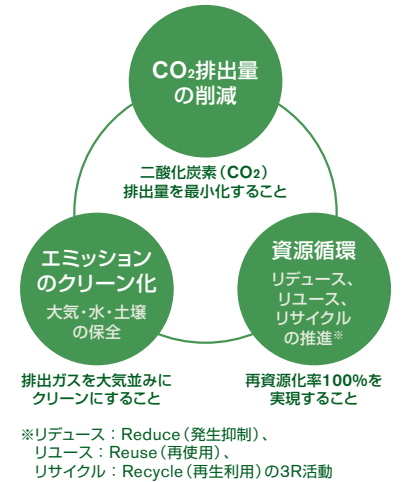 CO₂排出量
の削減
二酸化炭素（CO₂）
排出量を最小化すること
エミッション
のクリーン化
大気・水・土壌
の保全
排出ガスを大気並みに
クリーンにすること
資源循環
リデュース、
リユース、
リサイクル
の推進※
再資源化率100%を
実現すること
※リデュース：Reduce（発生抑制）、
リユース：Reuse（再使用）、
リサイクル：Recycle（再生利用）の3R活動